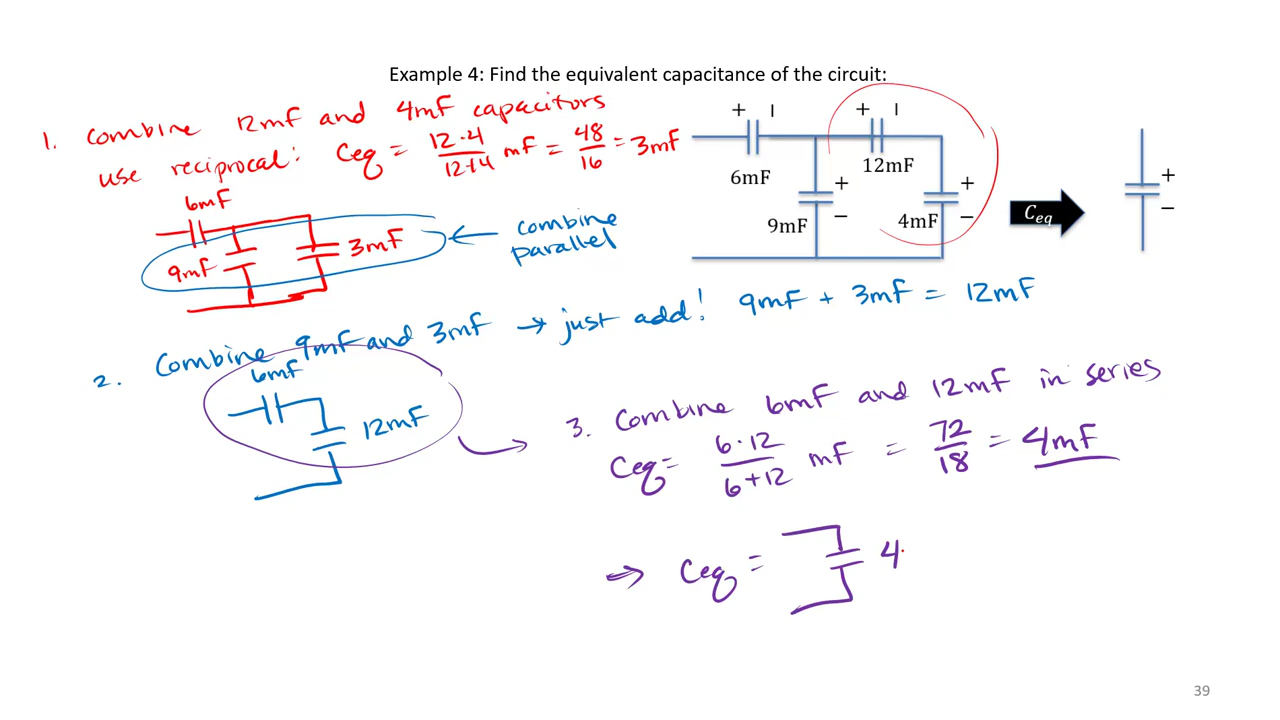 Example 4: Find the equivalent capacitance of the circuit:
1. Combine 12mF and 4mF capacitors
use reciprocal: Ceq = 12·4 / 12+4 mF = 48/16 = 3mF
6mF
9mF
3mF
← combine
parallel
+ |
6mF
+ |
12mF
+
−
9mF
+
−
4mF
Ceq
+
−
2. Combine 9mF and 3mF → just add! 9mF + 3mF = 12mF
6mF
12mF
3. Combine 6mF and 12mF in series
Ceq = 6·12 / 6+12 mF = 72/18 = 4mF
⇒ Ceq = 4
39